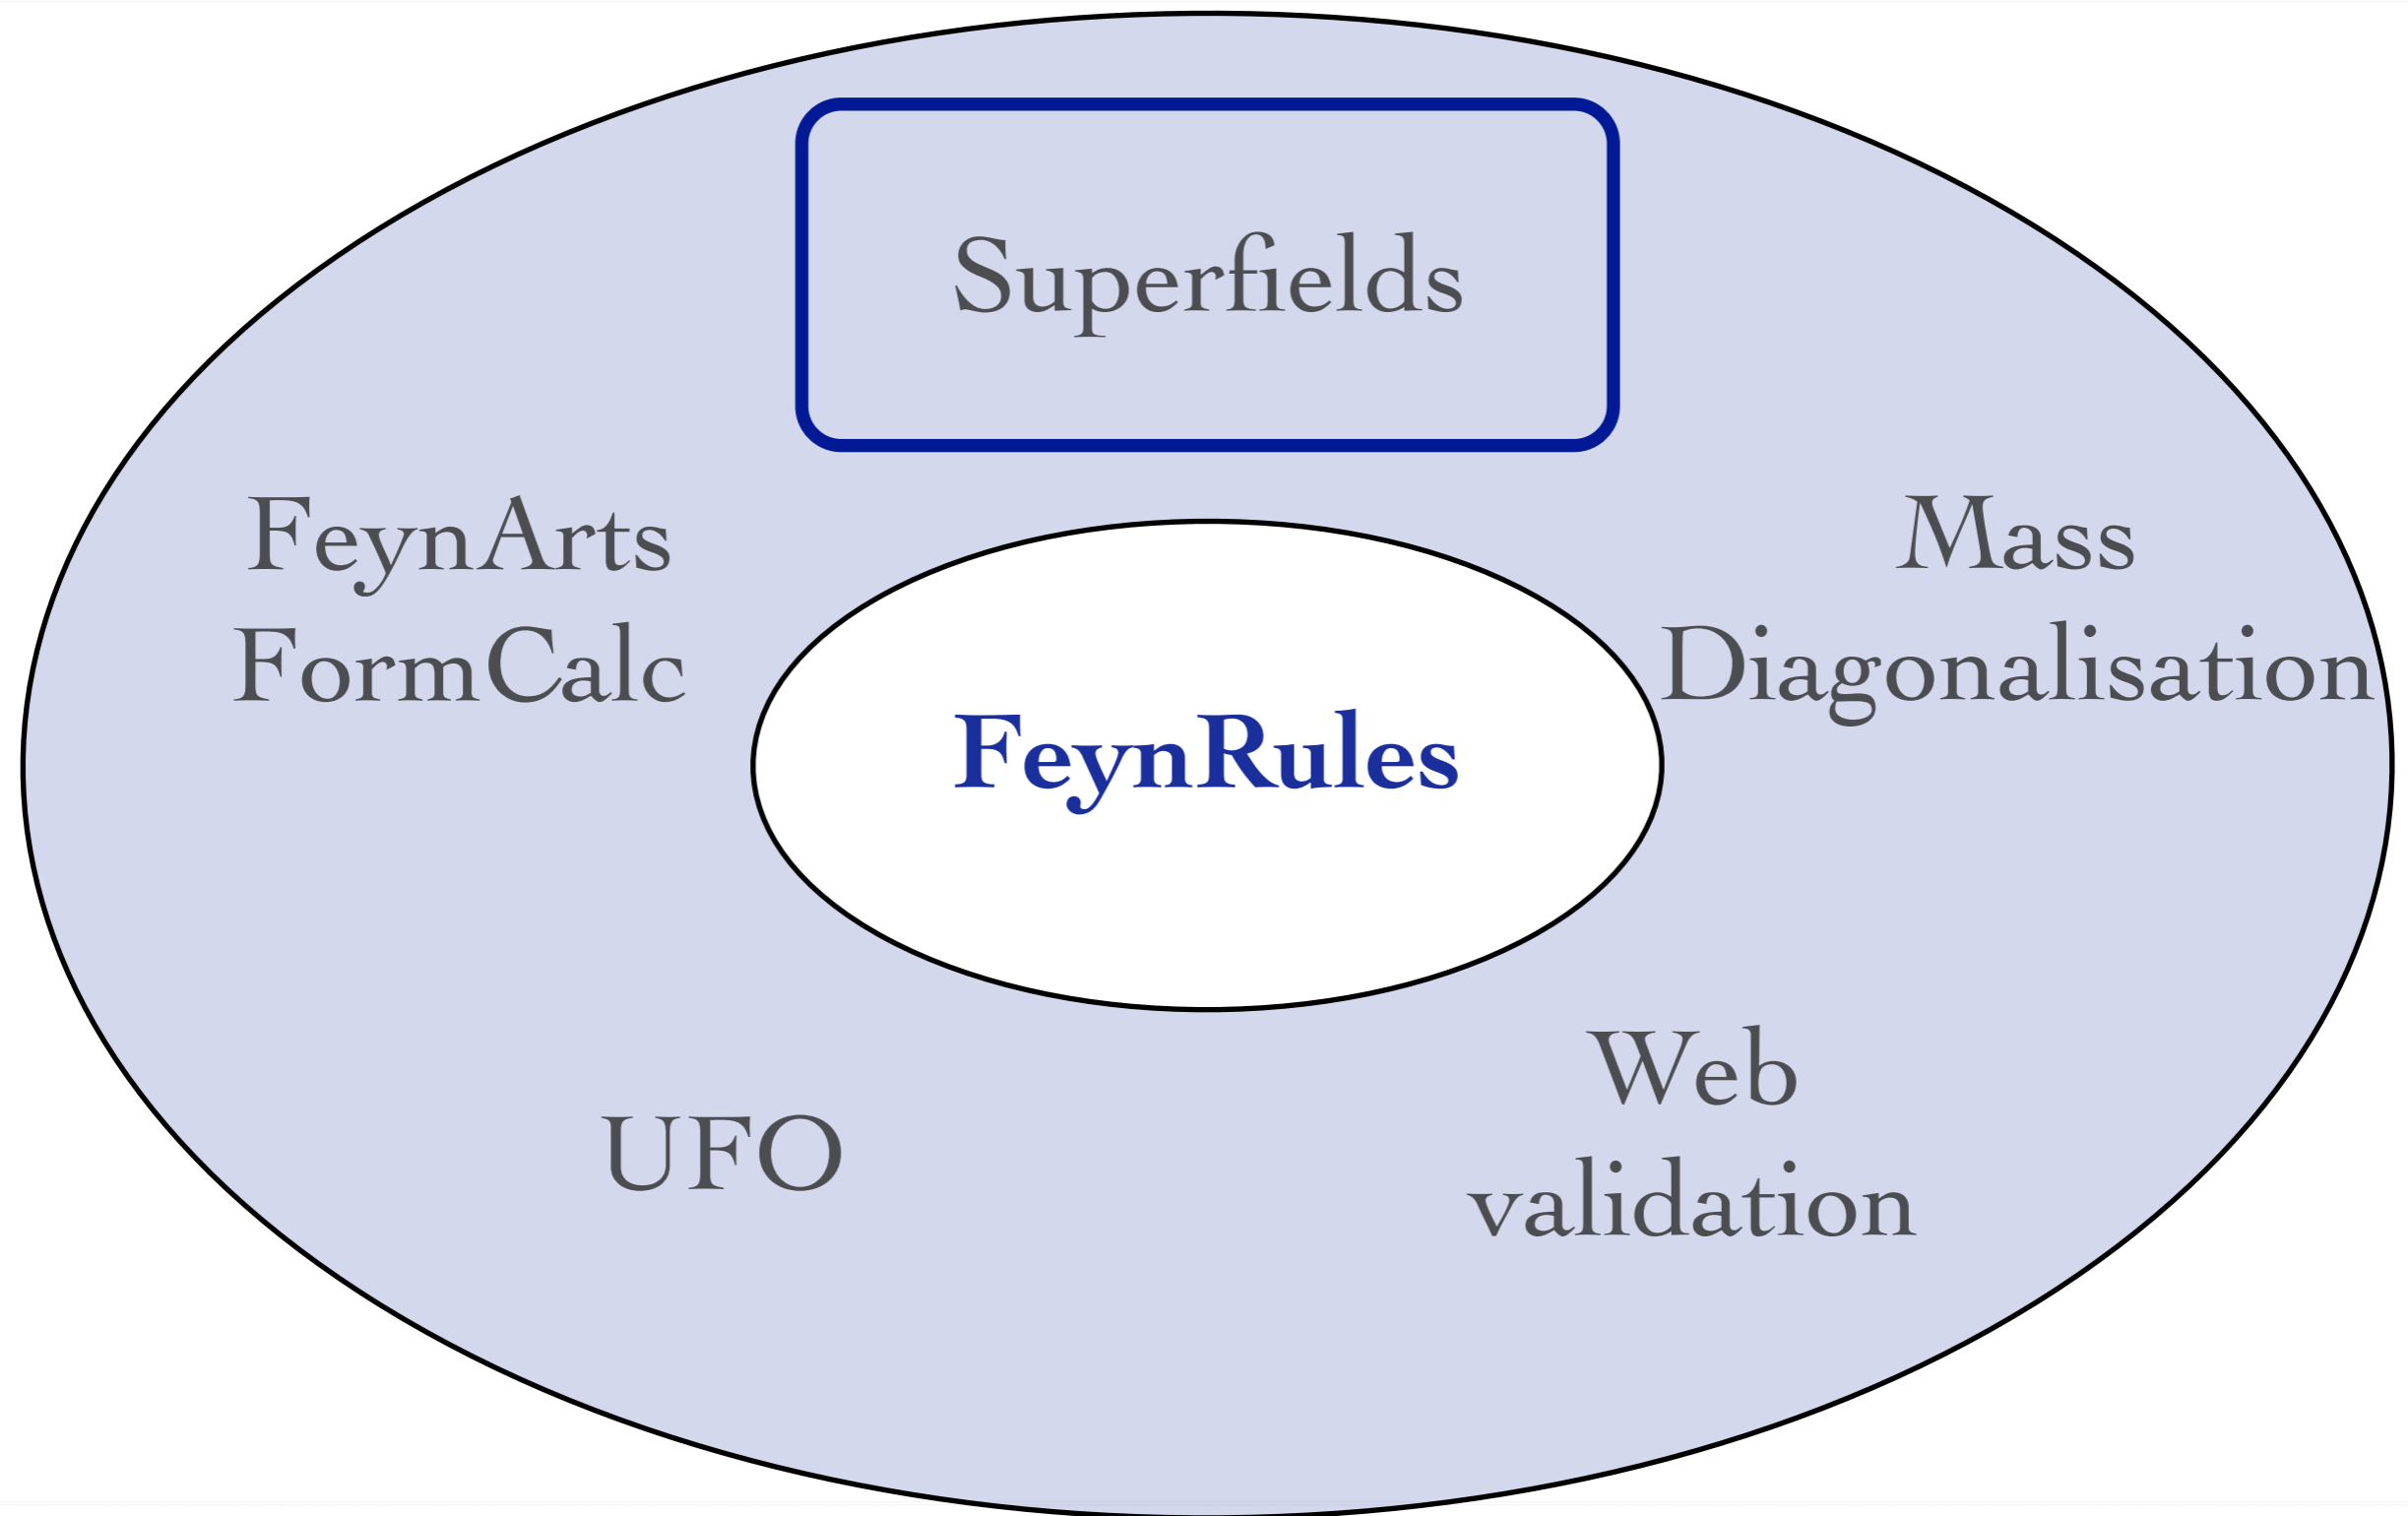 Superfields
FeynArts
FormCalc
Mass
Diagonalisation
FeynRules
UFO
Web
validation